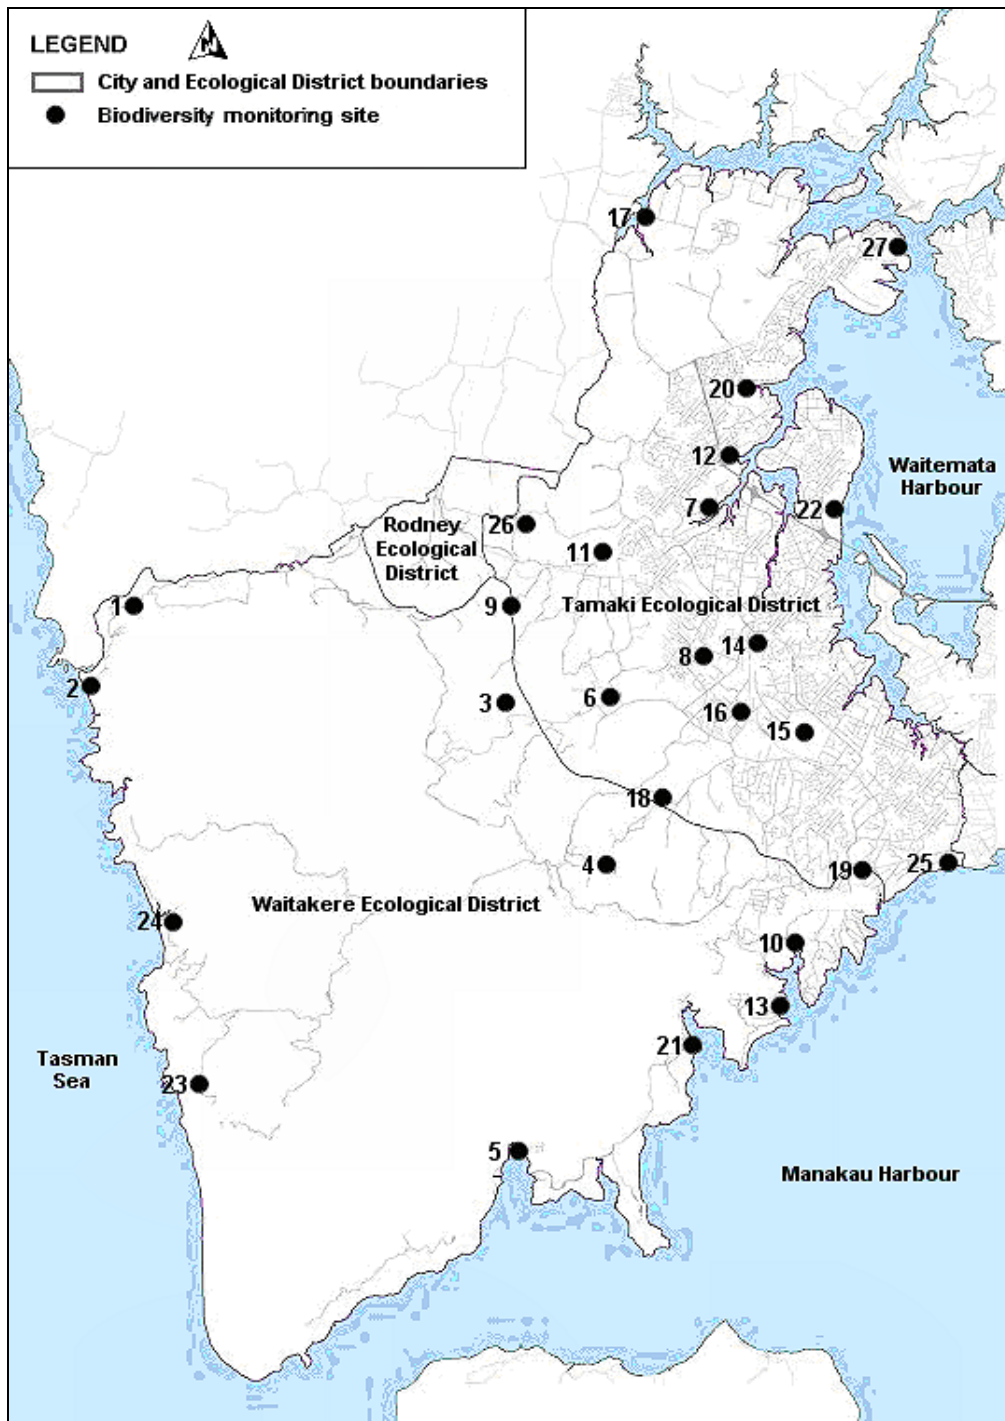 LEGEND
N
City and Ecological District boundaries
Biodiversity monitoring site
17
27
20
12
Waitemata
Harbour
7
22
26
Rodney
Ecological
District
11
1
9
Tamaki Ecological District
14
8
2
3
6
16
15
18
4
19
25
Waitakere Ecological District
24
10
13
21
Tasman
Sea
23
5
Manakau Harbour